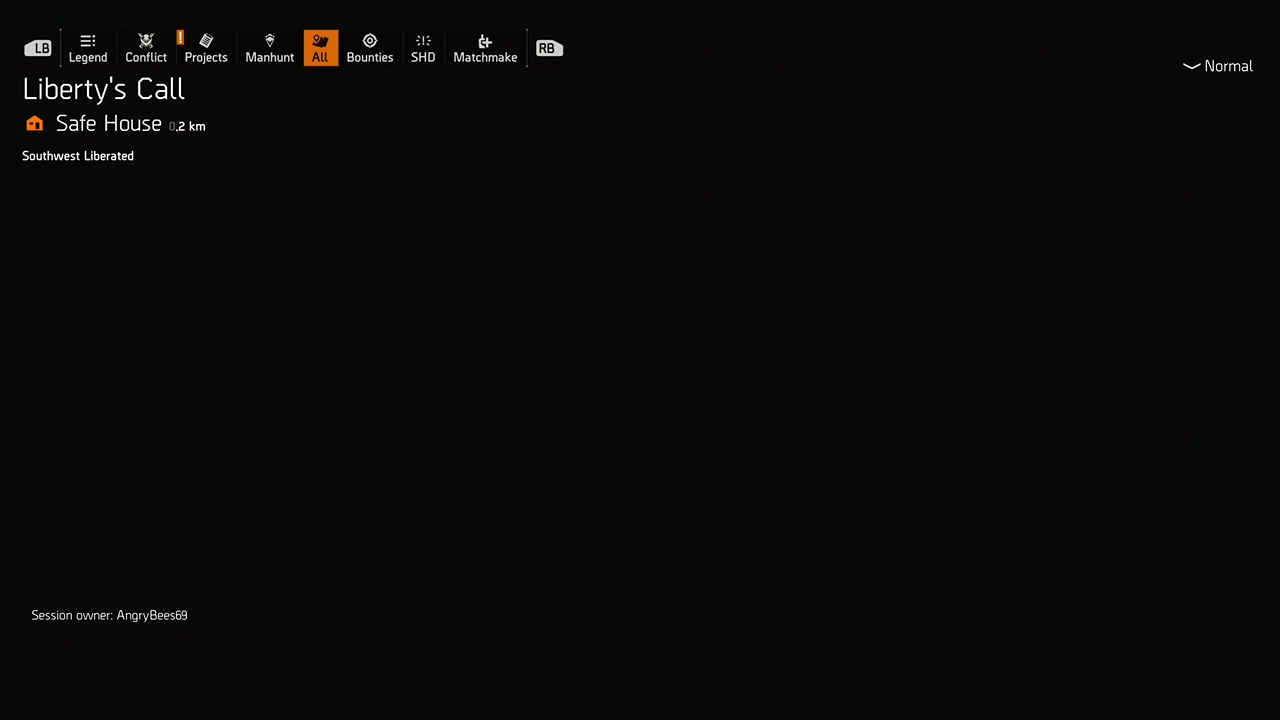 LB Legend Conflict ! Projects Manhunt All Bounties SHD Matchmake RB
Normal
Liberty's Call
Safe House 0.2 km
Southwest Liberated
Session owner: AngryBees69